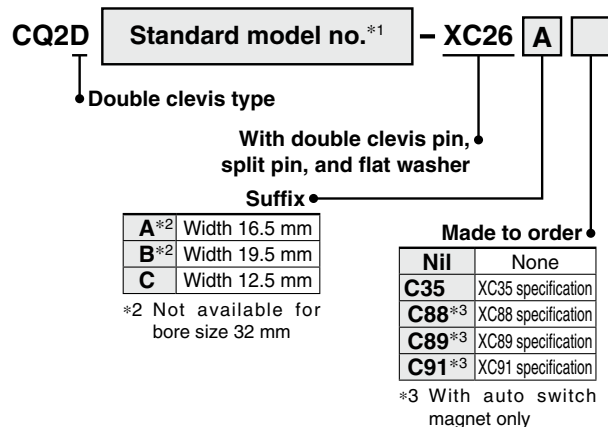 CQ2D Standard model no.*1 – XC26 A
Double clevis type
With double clevis pin,
split pin, and flat washer
Suffix
A*2 Width 16.5 mm
B*2 Width 19.5 mm
C Width 12.5 mm
*2 Not available for
bore size 32 mm
Made to order
Nil None
C35 XC35 specification
C88*3 XC88 specification
C89*3 XC89 specification
C91*3 XC91 specification
*3 With auto switch
magnet only